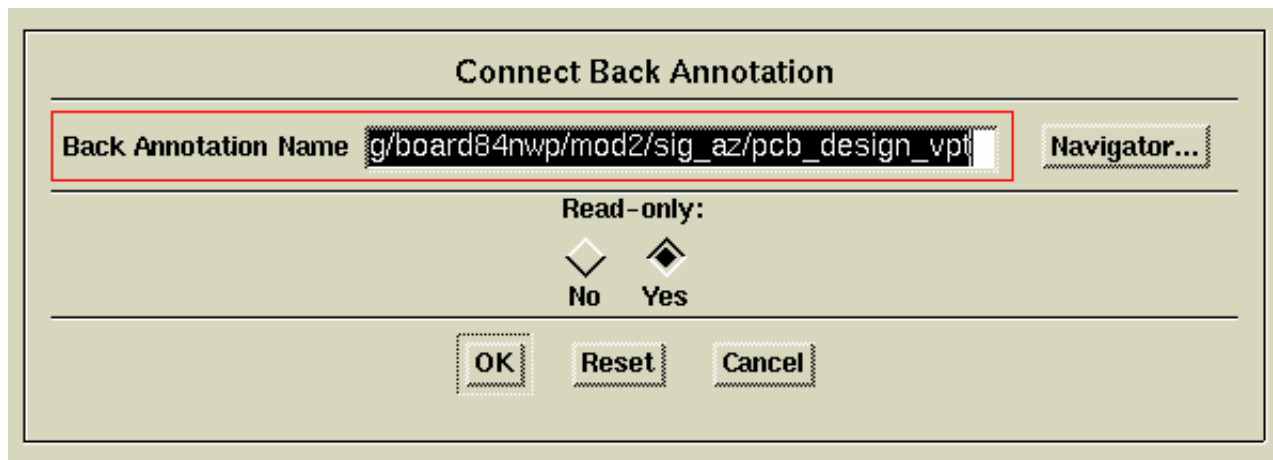 Connect Back Annotation
Back Annotation Name g/board84nwp/mod2/sig_az/pcb_design_vpt Navigator...
Read-only:
No Yes
OK Reset Cancel